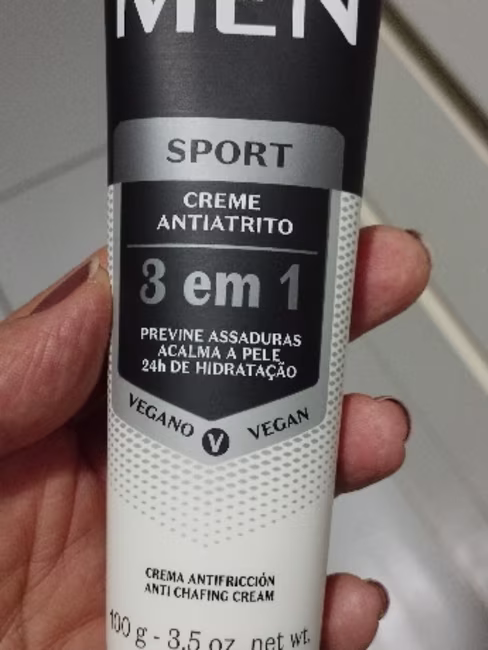 MEN
SPORT
CREME
ANTIATRITO
3 em 1
PREVINE ASSADURAS
ACALMA A PELE
24h DE HIDRATAÇÃO
VEGANO V VEGAN
CREMA ANTIFRICCIÓN
ANTI CHAFING CREAM
100 g - 3,5 oz. net wt.